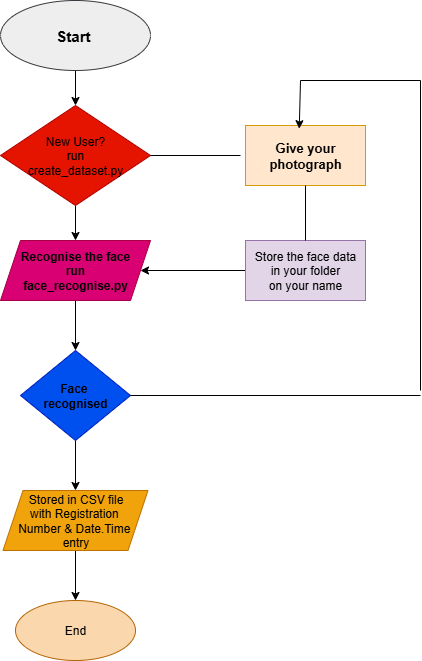 Start
New User?
run
create_dataset.py
Give your
photograph
Recognise the face
run
face_recognise.py
Store the face data
in your folder
on your name
Face
recognised
Stored in CSV file
with Registration
Number & Date.Time
entry
End